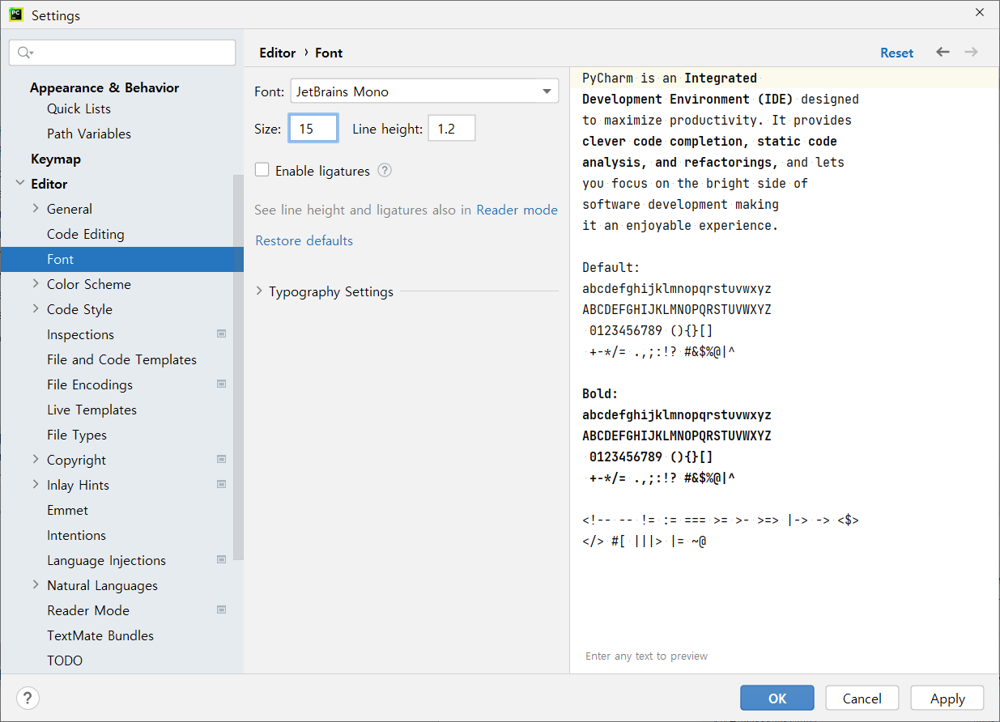 PC
Settings
Appearance & Behavior
Quick Lists
Path Variables
Keymap
Editor
General
Code Editing
Font
Color Scheme
Code Style
Inspections
File and Code Templates
File Encodings
Live Templates
File Types
Copyright
Inlay Hints
Emmet
Intentions
Language Injections
Natural Languages
Reader Mode
TextMate Bundles
TODO
Editor › Font
Reset
Font: JetBrains Mono
Size: 15 Line height: 1.2
Enable ligatures ?
See line height and ligatures also in Reader mode
Restore defaults
Typography Settings
PyCharm is an Integrated
Development Environment (IDE) designed
to maximize productivity. It provides
clever code completion, static code
analysis, and refactorings, and lets
you focus on the bright side of
software development making
it an enjoyable experience.
Default:
abcdefghijklmnopqrstuvwxyz
ABCDEFGHIJKLMNOPQRSTUVWXYZ
0123456789 (){}[]
+-*/= .,;:!? #&$%@|^
Bold:
abcdefghijklmnopqrstuvwxyz
ABCDEFGHIJKLMNOPQRSTUVWXYZ
0123456789 (){}[]
+-*/= .,;:!? #&$%@|^
<!-- -- != := === >= >- >=> |-> -> <$>
</> #[ |||> |= ~@
Enter any text to preview
?
OK Cancel Apply